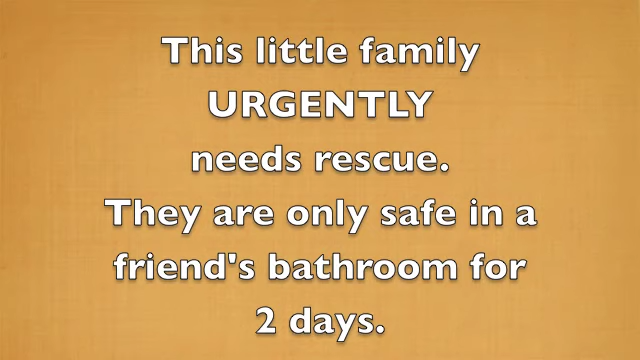 This little family
URGENTLY
needs rescue.
They are only safe in a
friend's bathroom for
2 days.